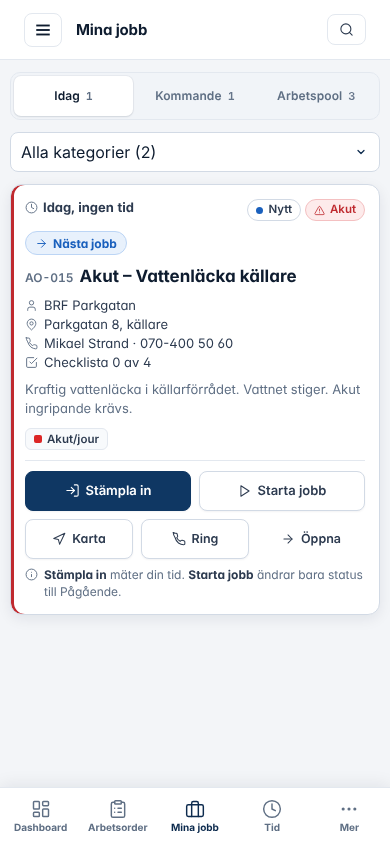 Mina jobb
Idag 1
Kommande 1
Arbetspool 3
Alla kategorier (2)
Idag, ingen tid
Nytt
Akut
Nästa jobb
AO-015 Akut – Vattenläcka källare
BRF Parkgatan
Parkgatan 8, källare
Mikael Strand · 070-400 50 60
Checklista 0 av 4
Kraftig vattenläcka i källarförrådet. Vattnet stiger. Akut
ingripande krävs.
Akut/jour
Stämpla in
Starta jobb
Karta
Ring
Öppna
Stämpla in mäter din tid. Starta jobb ändrar bara status
till Pågående.
Dashboard
Arbetsorder
Mina jobb
Tid
Mer